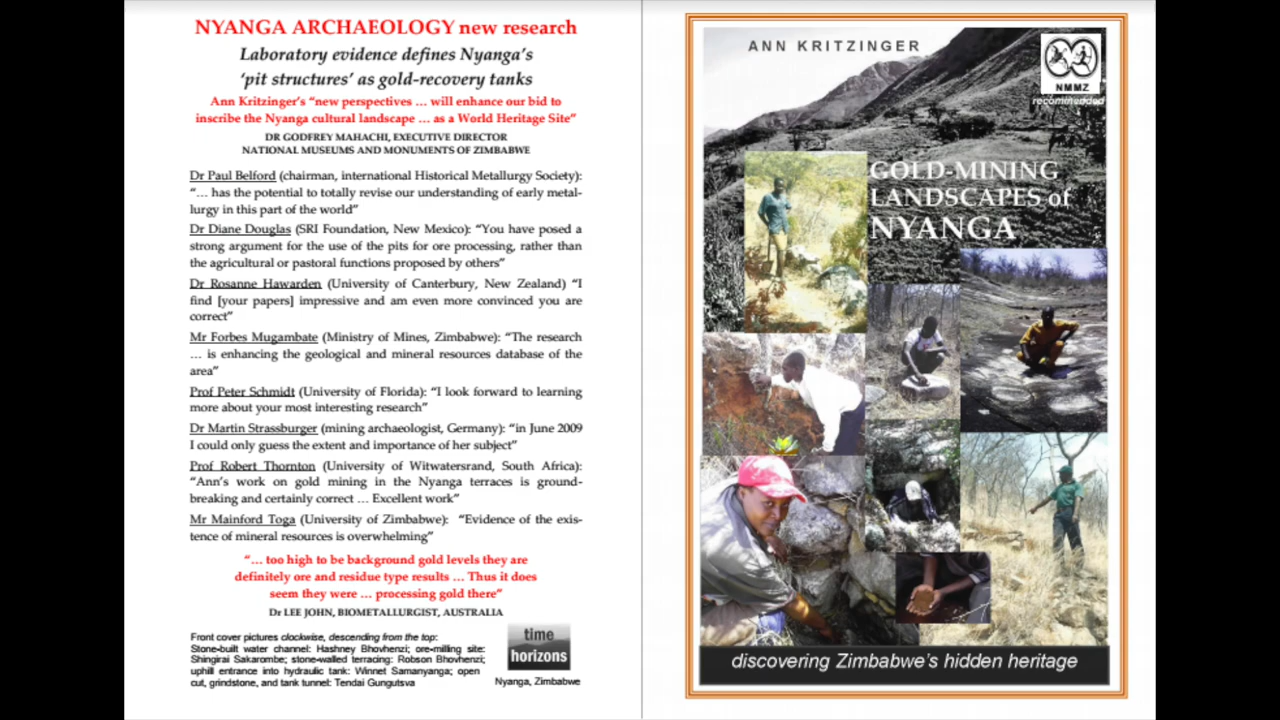 NYANGA ARCHAEOLOGY new research
Laboratory evidence defines Nyanga's
'pit structures' as gold-recovery tanks
Ann Kritzinger's "new perspectives ... will enhance our bid to
inscribe the Nyanga cultural landscape ... as a World Heritage Site"
DR GODFREY MAHACHI, EXECUTIVE DIRECTOR
NATIONAL MUSEUMS AND MONUMENTS OF ZIMBABWE
Dr Paul Belford (chairman, international Historical Metallurgy Society):
"... has the potential to totally revise our understanding of early metal-
lurgy in this part of the world"
Dr Diane Douglas (SRI Foundation, New Mexico): "You have posed a
strong argument for the use of the pits for ore processing, rather than
the agricultural or pastoral functions proposed by others"
Dr Rosanne Hawarden (University of Canterbury, New Zealand) "I
find [your papers] impressive and am even more convinced you are
correct"
Mr Forbes Mugambate (Ministry of Mines, Zimbabwe): "The research
... is enhancing the geological and mineral resources database of the
area"
Prof Peter Schmidt (University of Florida): "I look forward to learning
more about your most interesting research"
Dr Martin Strassburger (mining archaeologist, Germany): "in June 2009
I could only guess the extent and importance of her subject"
Prof Robert Thornton (University of Witwatersrand, South Africa):
"Ann's work on gold mining in the Nyanga terraces is ground-
breaking and certainly correct ... Excellent work"
Mr Mainford Toga (University of Zimbabwe): "Evidence of the exis-
tence of mineral resources is overwhelming"
"... too high to be background gold levels they are
definitely ore and residue type results ... Thus it does
seem they were ... processing gold there"
Dr LEE JOHN, BIOMETALLURGIST, AUSTRALIA
Front cover pictures clockwise, descending from the top:
Stone-built water channel: Hashney Bhovhenzi; ore-milling site:
Shingirai Sakarombe; stone-walled terracing: Robson Bhovhenzi;
uphill entrance into hydraulic tank: Winnet Samanyanga; open
cut, grindstone, and tank tunnel: Tendai Gungutsva
time
horizons
Nyanga, Zimbabwe
ANN KRITZINGER
NMMZ
recommended
GOLD-MINING
LANDSCAPES of
NYANGA
discovering Zimbabwe's hidden heritage